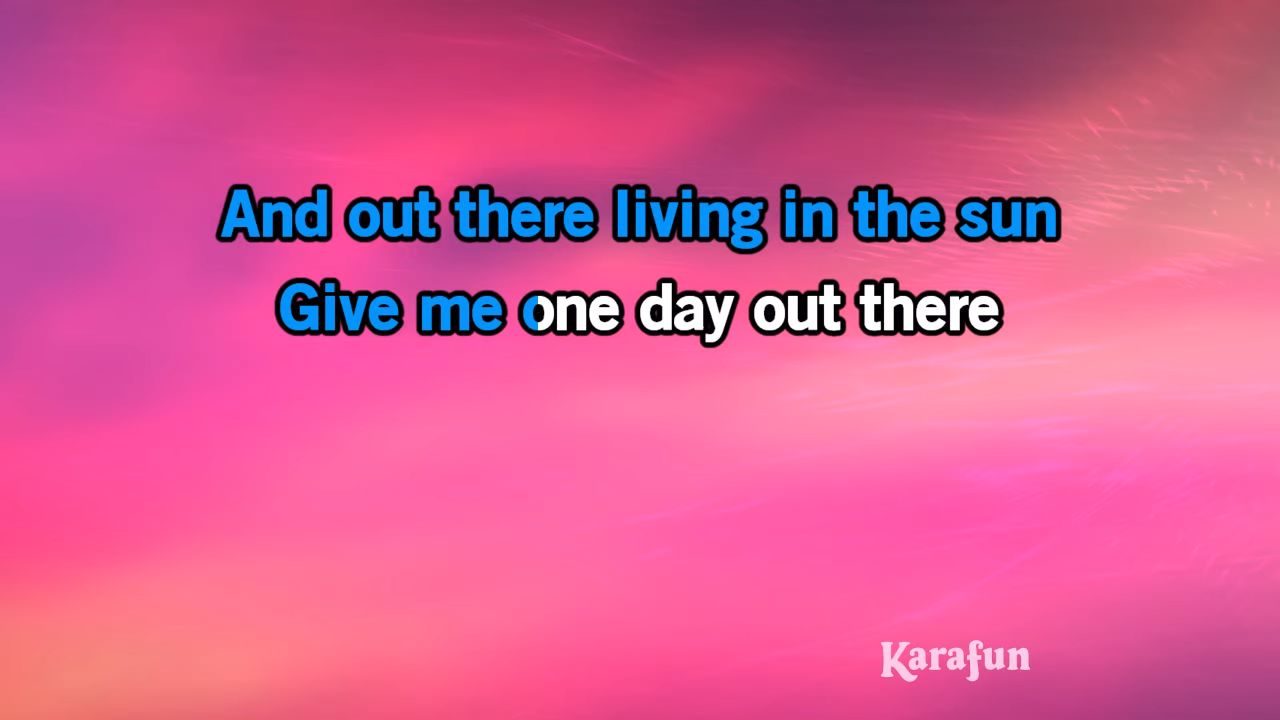 And out there living in the sun
Give me one day out there
Karafun